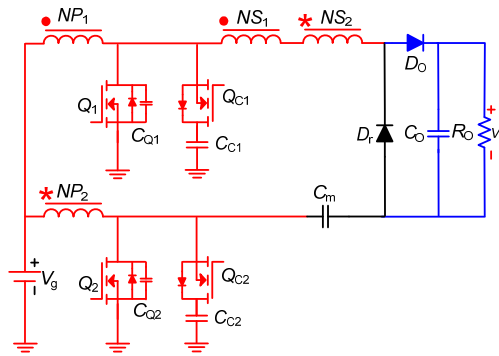 NP1
NS1
NS2
Q1
CQ1
QC1
CC1
DO
Dr
CO
RO
+
v
-
NP2
Cm
+
Vg
-
Q2
CQ2
QC2
CC2